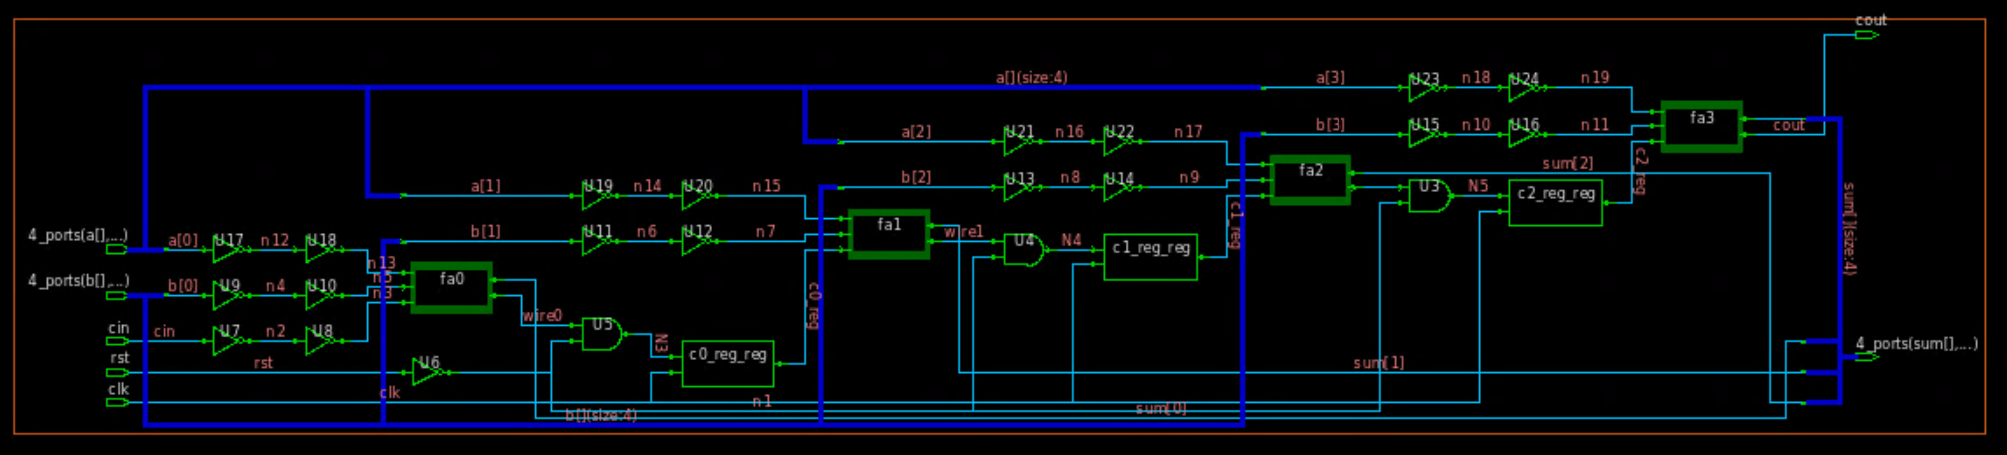 cout
a[](size:4)
a[3]
U23
n18
U24
n19
b[3]
U15
n10
U16
n11
fa3
cout
a[2]
U21
n16
U22
n17
b[2]
U13
n8
U14
n9
fa2
sum[2]
c2_reg
U3
N5
c2_reg_reg
a[1]
U19
n14
U20
n15
b[1]
U11
n6
U12
n7
fa1
wire1
U4
N4
c1_reg_reg
c1_reg
sum[](size:4)
4_ports(a[],...)
a[0]
U17
n12
U18
n13
4_ports(b[],...)
b[0]
U9
n4
U10
n3
fa0
cin
cin
U7
n2
U8
wire0
U5
N3
c0_reg_reg
c0_reg
rst
rst
U6
clk
clk
n1
sum[1]
sum[0]
b[](size:4)
4_ports(sum[],...)